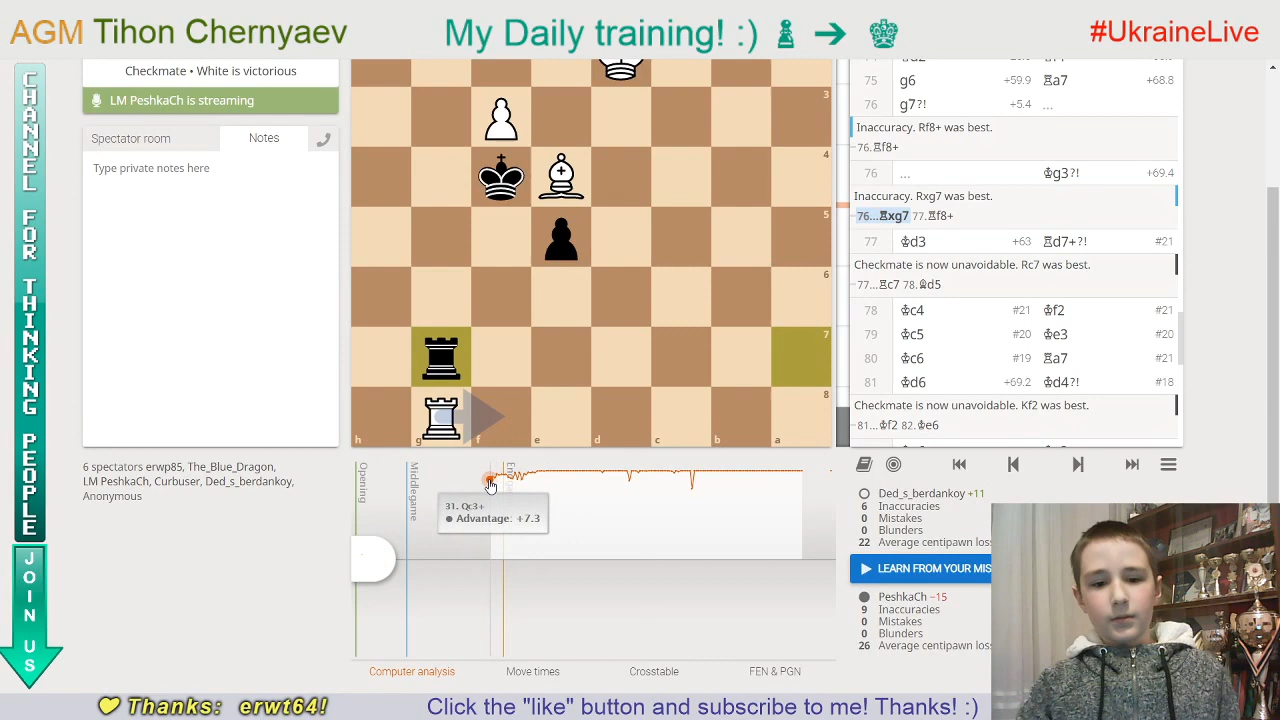 AGM Tihon Chernyaev
My Daily training! :)
#UkraineLive
CHANNEL FOR THINKING PEOPLE
JOIN US
Checkmate • White is victorious
LM PeshkaCh is streaming
Spectator room
Notes
Type private notes here
6 spectators erwp85, The_Blue_Dragon,
LM PeshkaCh, Curbuser, Ded_s_berdankoy,
Anonymous
3
4
5
6
7
8
h g f e d c b a
75 g6 +59.9 ♖a7 +68.8
76 g7?! +5.4 ...
Inaccuracy. Rf8+ was best.
76.♖f8+
76 ... ♔g3?! +69.4
Inaccuracy. Rxg7 was best.
76...♖xg7 77.♖f8+
77 ♔d3 +63 ♖d7+?! #21
Checkmate is now unavoidable. Rc7 was best.
77...♖c7 78.♗d5
78 ♔c4 #21 ♔f2 #21
79 ♔c5 #20 ♔e3 #20
80 ♔c6 #19 ♖a7 #21
81 ♔d6 +69.2 ♔d4?! #18
Checkmate is now unavoidable. Kf2 was best.
81...♔f2 82.♔e6
Opening
Middlegame
31. Qc3+
Advantage: +7.3
Computer analysis
Move times
Crosstable
FEN & PGN
Ded_s_berdankoy +11
6 Inaccuracies
0 Mistakes
0 Blunders
22 Average centipawn los
LEARN FROM YOUR MIS
PeshkaCh −15
9 Inaccuracies
0 Mistakes
0 Blunders
26 Average centipawn los
Thanks: erwt64!
Click the "like" button and subscribe to me! Thanks! :)